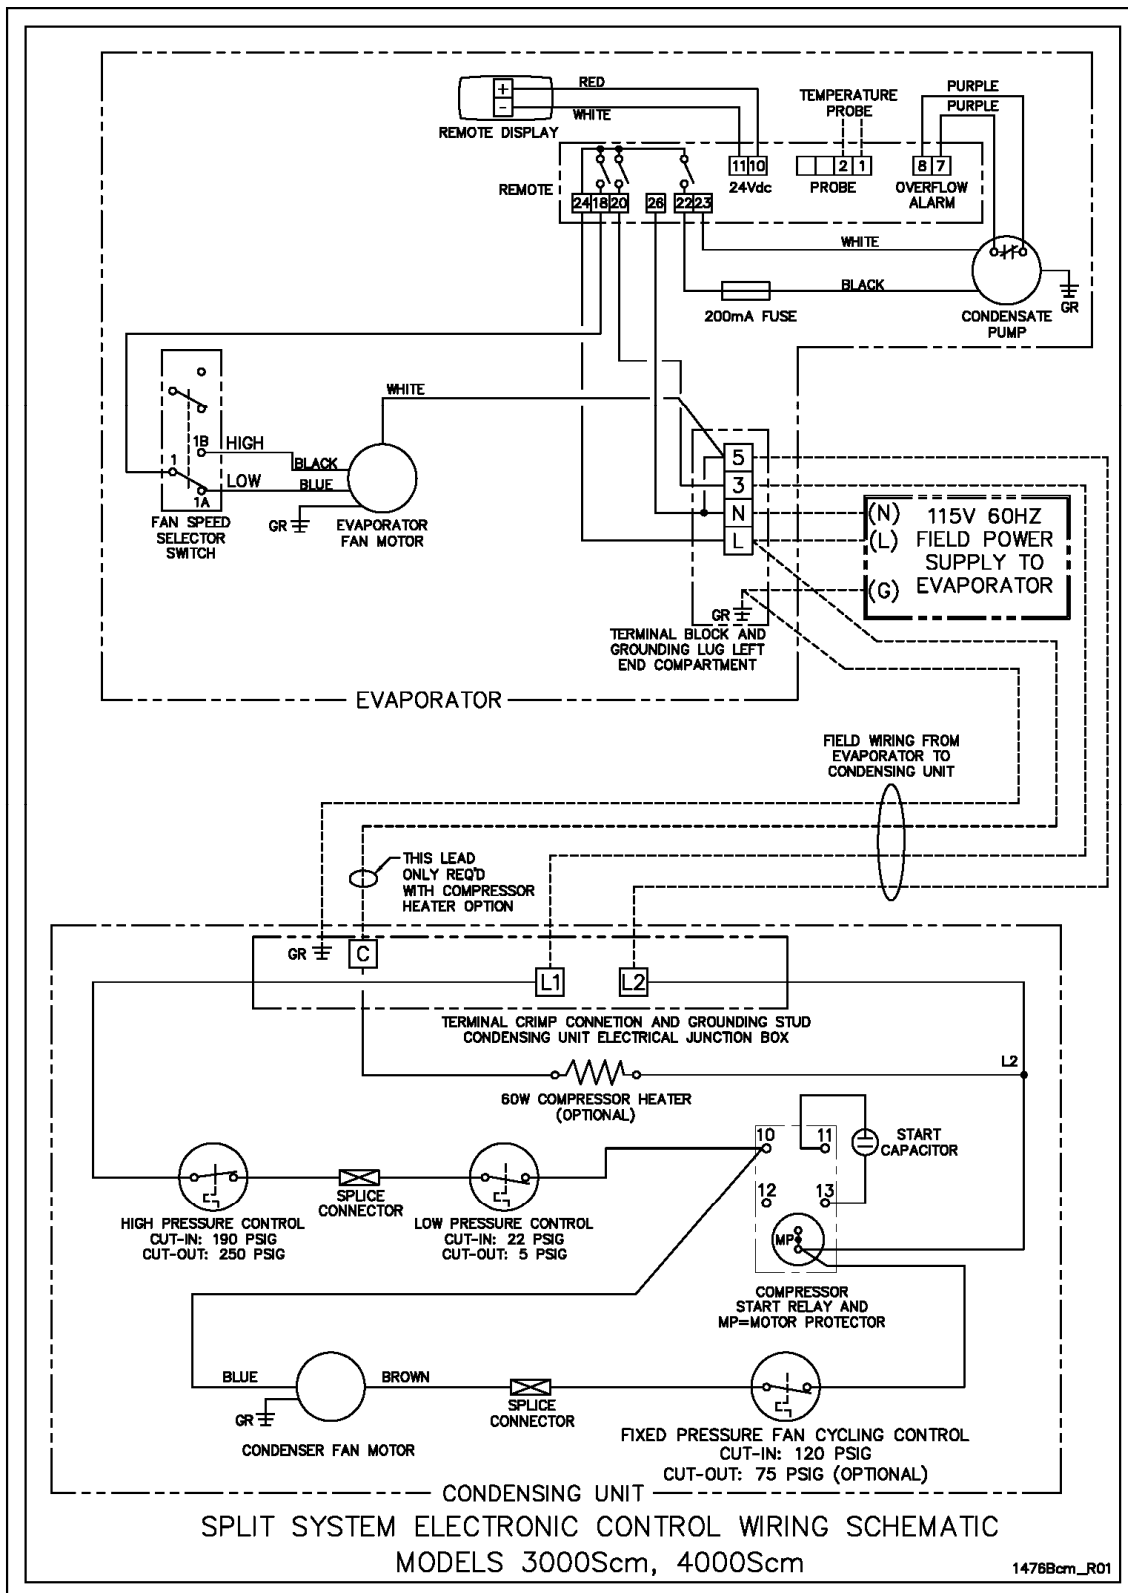 RED
WHITE
+
-
REMOTE DISPLAY
TEMPERATURE
PROBE
PURPLE
PURPLE
REMOTE
11 10
24Vdc
2 1
PROBE
8 7
OVERFLOW
ALARM
24 18 20 26 22 23
WHITE
BLACK
200mA FUSE
CONDENSATE
PUMP
GR
WHITE
1B
HIGH
1
LOW
1A
BLACK
BLUE
GR
FAN SPEED
SELECTOR
SWITCH
EVAPORATOR
FAN MOTOR
5
3
N
L
GR
(N)
(L)
(G)
115V 60HZ
FIELD POWER
SUPPLY TO
EVAPORATOR
TERMINAL BLOCK AND
GROUNDING LUG LEFT
END COMPARTMENT
EVAPORATOR
FIELD WIRING FROM
EVAPORATOR TO
CONDENSING UNIT
THIS LEAD
ONLY REQ'D
WITH COMPRESSOR
HEATER OPTION
GR
C
L1
L2
TERMINAL CRIMP CONNETION AND GROUNDING STUD
CONDENSING UNIT ELECTRICAL JUNCTION BOX
L2
60W COMPRESSOR HEATER
(OPTIONAL)
10
11
12
13
MP
START
CAPACITOR
HIGH PRESSURE CONTROL
CUT-IN: 190 PSIG
CUT-OUT: 250 PSIG
SPLICE
CONNECTOR
LOW PRESSURE CONTROL
CUT-IN: 22 PSIG
CUT-OUT: 5 PSIG
COMPRESSOR
START RELAY AND
MP=MOTOR PROTECTOR
BLUE
GR
BROWN
CONDENSER FAN MOTOR
SPLICE
CONNECTOR
FIXED PRESSURE FAN CYCLING CONTROL
CUT-IN: 120 PSIG
CUT-OUT: 75 PSIG (OPTIONAL)
CONDENSING UNIT
SPLIT SYSTEM ELECTRONIC CONTROL WIRING SCHEMATIC
MODELS 3000Scm, 4000Scm
1476Bcm_R01